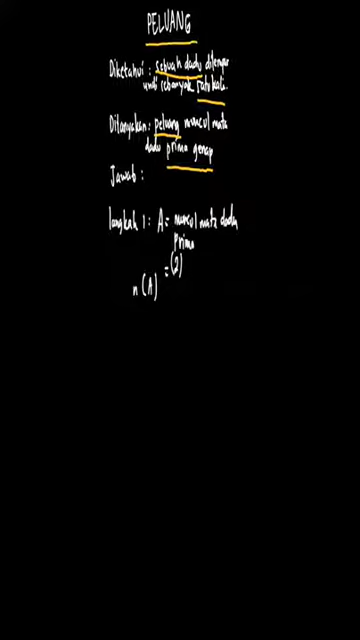 PELUANG
Diketahui : sebuah dadu dilempar
undi sebanyak satu kali.
Ditanyakan : peluang muncul mata
dadu prima genap
Jawab :
langkah 1 : A = muncul mata dadu
prima
= (2)
n (A)